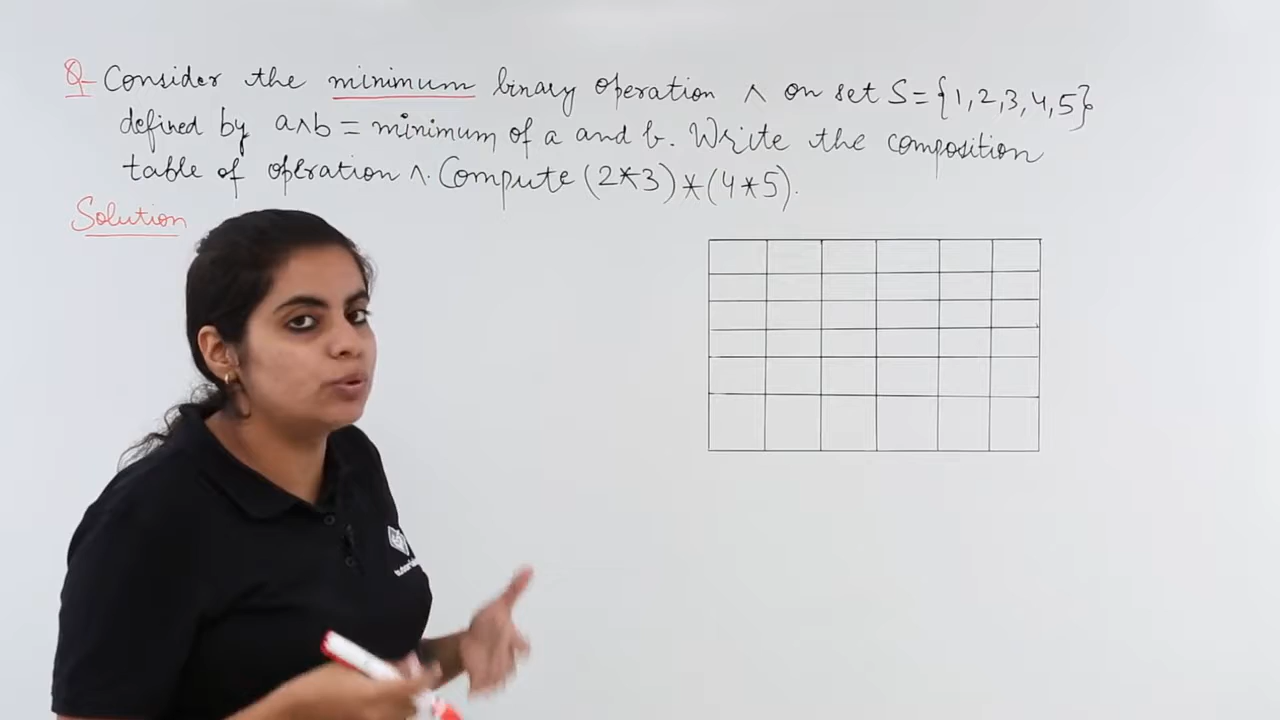 Q- Consider the minimum binary operation ∧ on set S={1,2,3,4,5}
defined by a∧b = minimum of a and b. Write the composition
table of operation ∧. Compute (2*3)*(4*5).
Solution